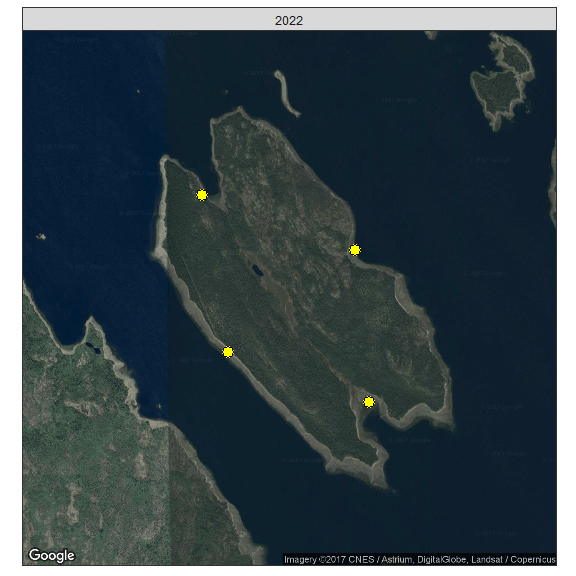 2022
Google
Imagery ©2017 CNES / Astrium, DigitalGlobe, Landsat / Copernicus